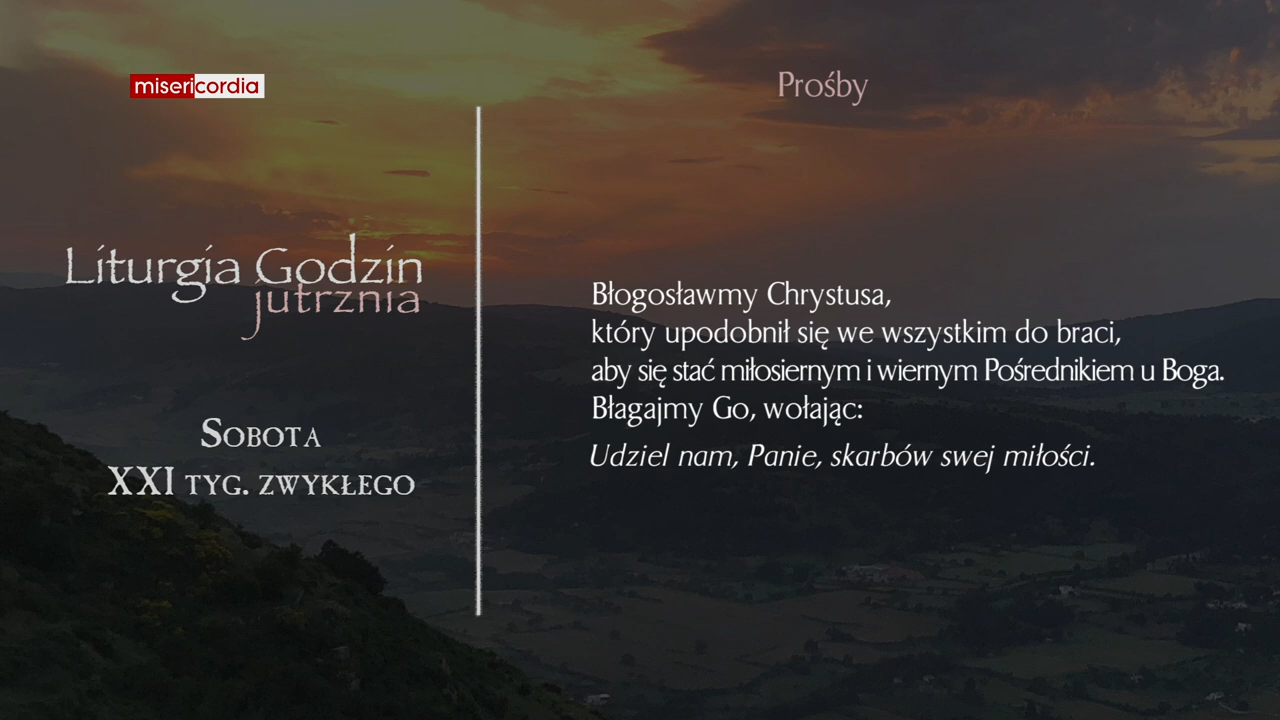 misericordia
Liturgia Godzin
jutrznia
Sobota
XXI tyg. zwykłego
Prośby
Błogosławmy Chrystusa,
który upodobnił się we wszystkim do braci,
aby się stać miłosiernym i wiernym Pośrednikiem u Boga.
Błagajmy Go, wołając:
Udziel nam, Panie, skarbów swej miłości.